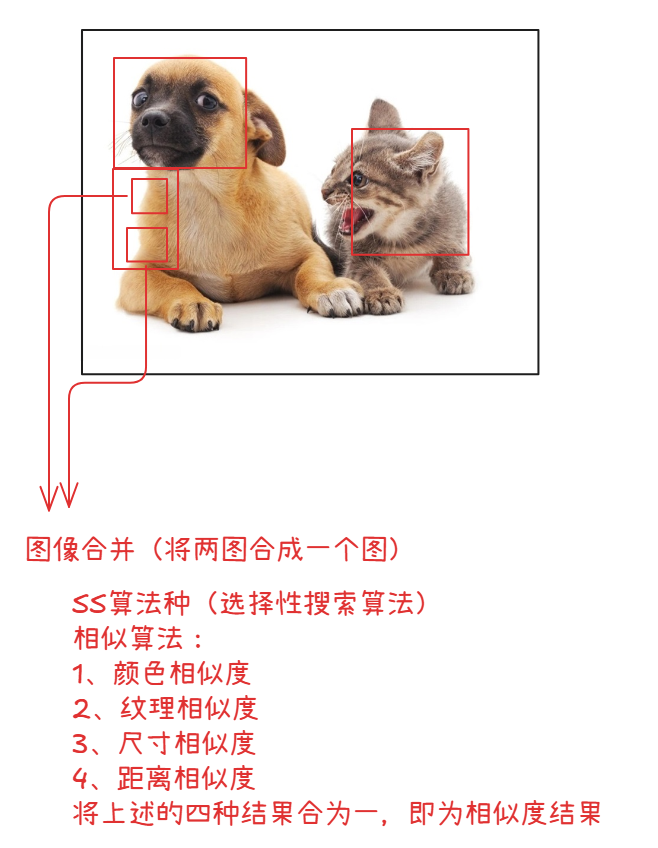 图像合并（将两图合成一个图）
SS算法种（选择性搜索算法）
相似算法：
1、颜色相似度
2、纹理相似度
3、尺寸相似度
4、距离相似度
将上述的四种结果合为一，即为相似度结果